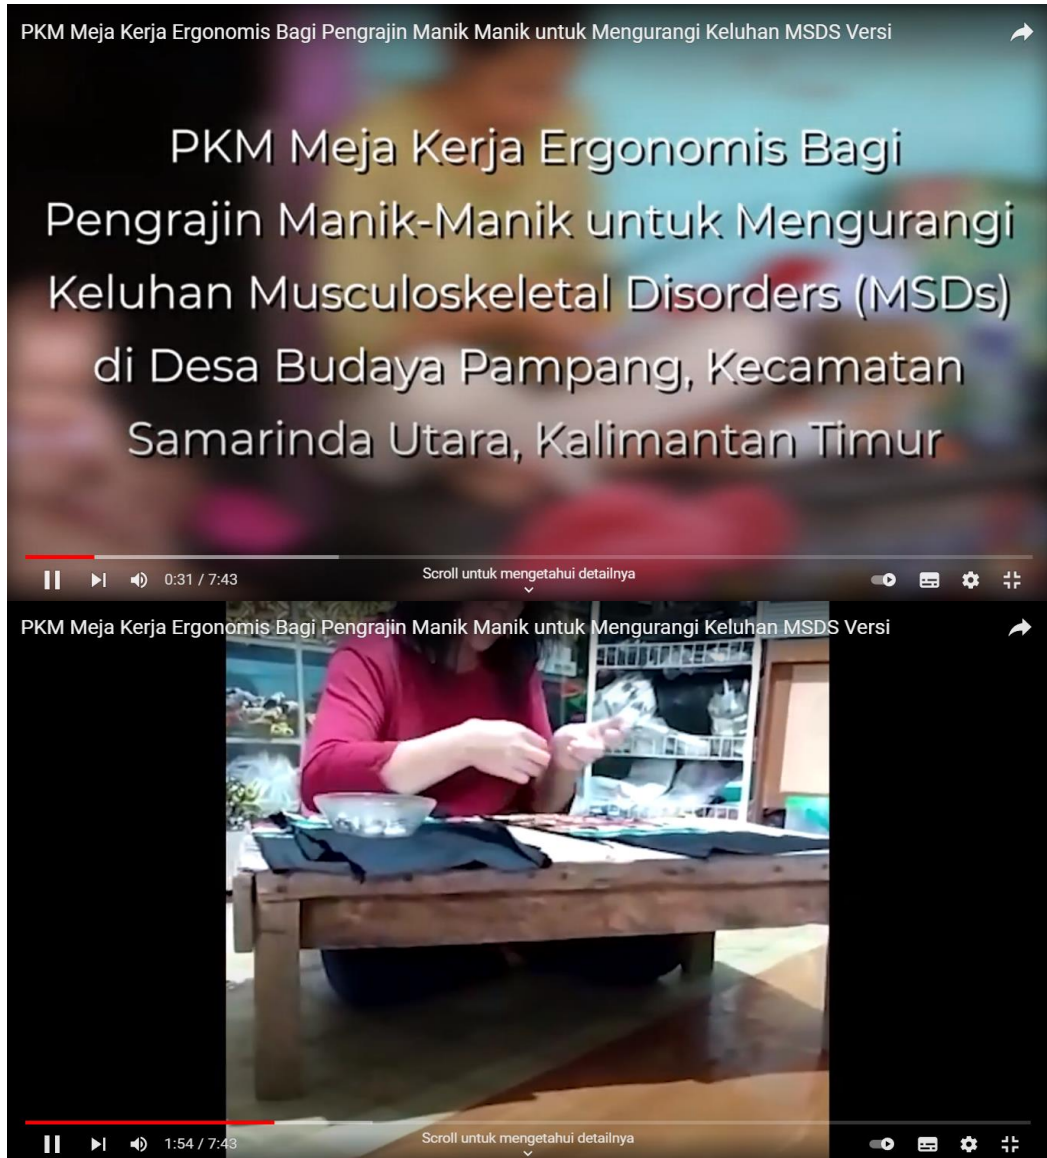 PKM Meja Kerja Ergonomis Bagi Pengrajin Manik Manik untuk Mengurangi Keluhan MSDS Versi
PKM Meja Kerja Ergonomis Bagi
Pengrajin Manik-Manik untuk Mengurangi
Keluhan Musculoskeletal Disorders (MSDs)
di Desa Budaya Pampang, Kecamatan
Samarinda Utara, Kalimantan Timur
0:31 / 7:43
Scroll untuk mengetahui detailnya
PKM Meja Kerja Ergonomis Bagi Pengrajin Manik Manik untuk Mengurangi Keluhan MSDS Versi
1:54 / 7:43
Scroll untuk mengetahui detailnya